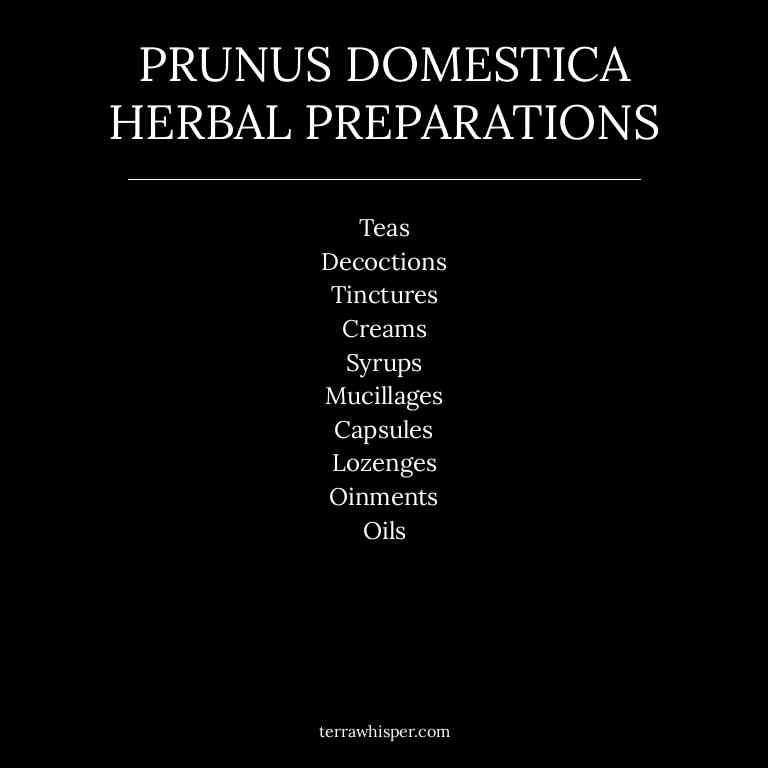 PRUNUS DOMESTICA
HERBAL PREPARATIONS
Teas
Decoctions
Tinctures
Creams
Syrups
Mucillages
Capsules
Lozenges
Oinments
Oils
terrawhisper.com